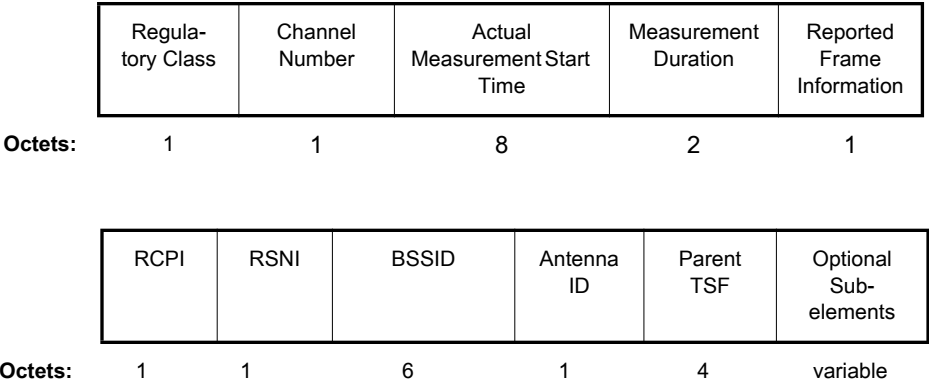 Regula-
tory Class
Channel
Number
Actual
Measurement Start
Time
Measurement
Duration
Reported
Frame
Information
Octets: 1 1 8 2 1
RCPI
RSNI
BSSID
Antenna
ID
Parent
TSF
Optional
Sub-
elements
Octets: 1 1 6 1 4 variable